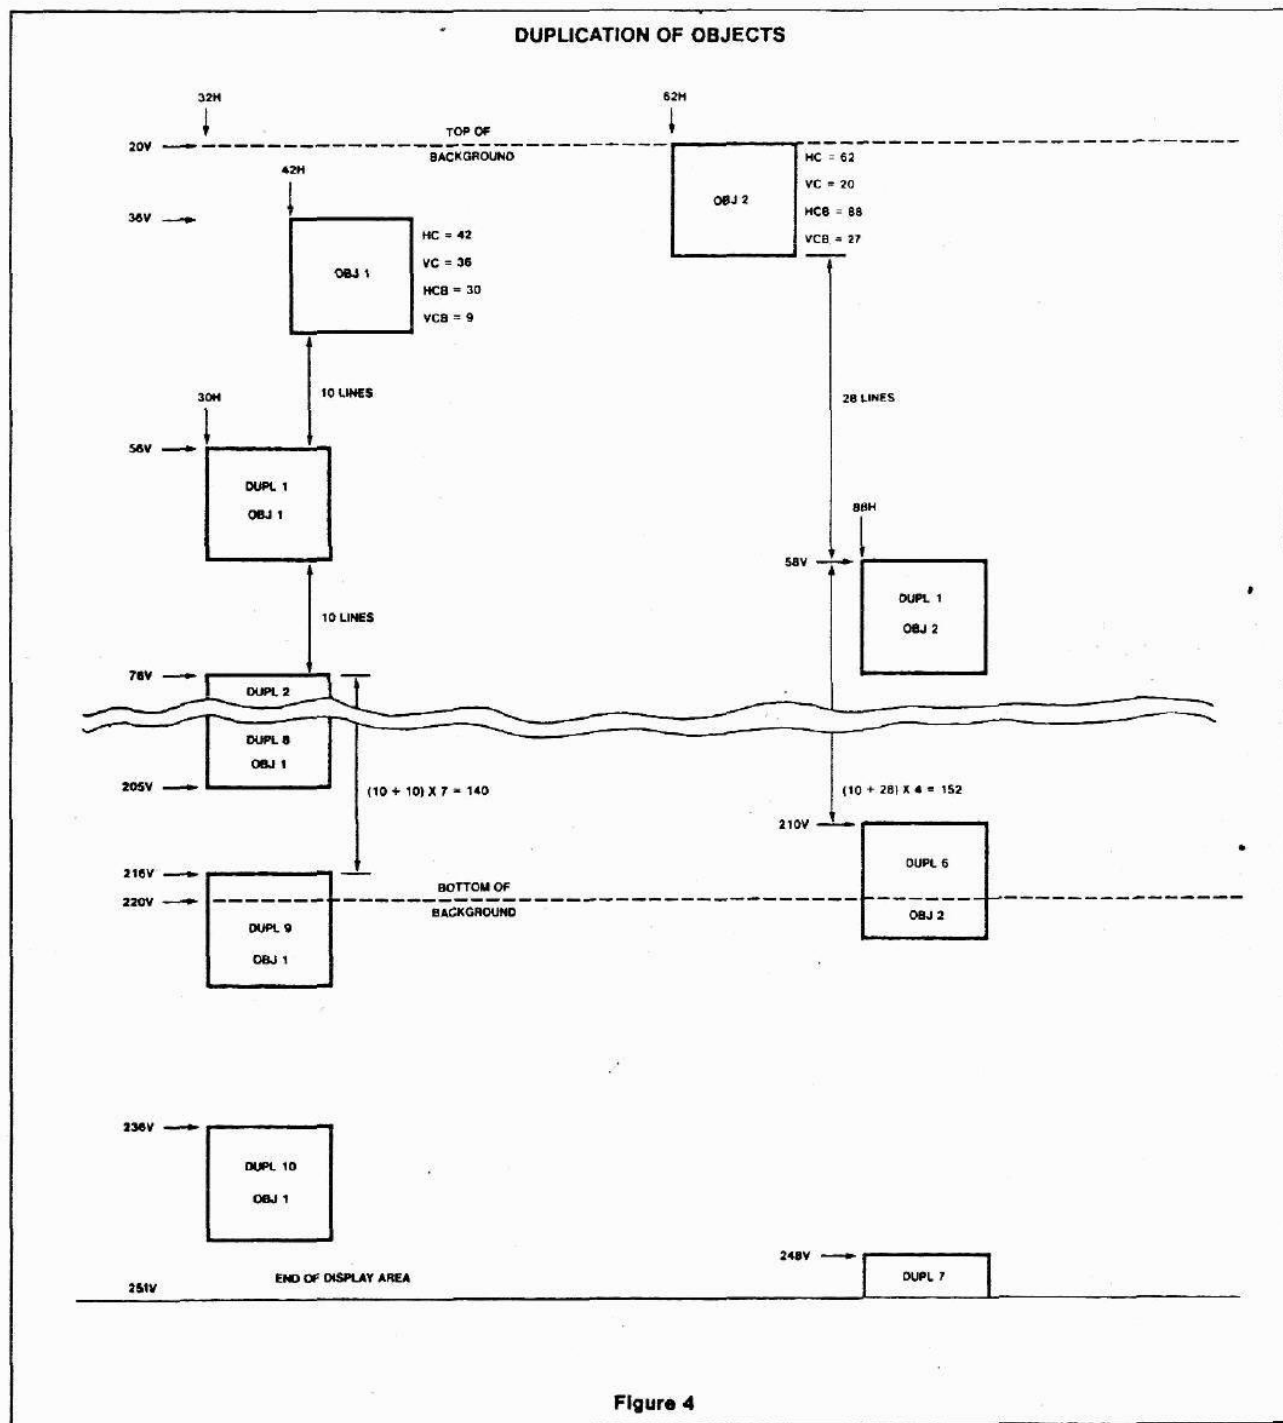 DUPLICATION OF OBJECTS
32H
62H
20V
TOP OF
BACKGROUND
42H
36V
OBJ 1
HC = 42
VC = 36
HCB = 30
VCB = 9
OBJ 2
HC = 62
VC = 20
HCB = 88
VCB = 27
10 LINES
28 LINES
30H
56V
DUPL 1
OBJ 1
88H
58V
DUPL 1
OBJ 2
10 LINES
78V
DUPL 2
DUPL 8
OBJ 1
205V
(10 + 10) X 7 = 140
(10 + 28) X 4 = 152
210V
DUPL 5
OBJ 2
216V
220V
BOTTOM OF
BACKGROUND
DUPL 9
OBJ 1
236V
DUPL 10
OBJ 1
248V
DUPL 7
251V
END OF DISPLAY AREA
Figure 4